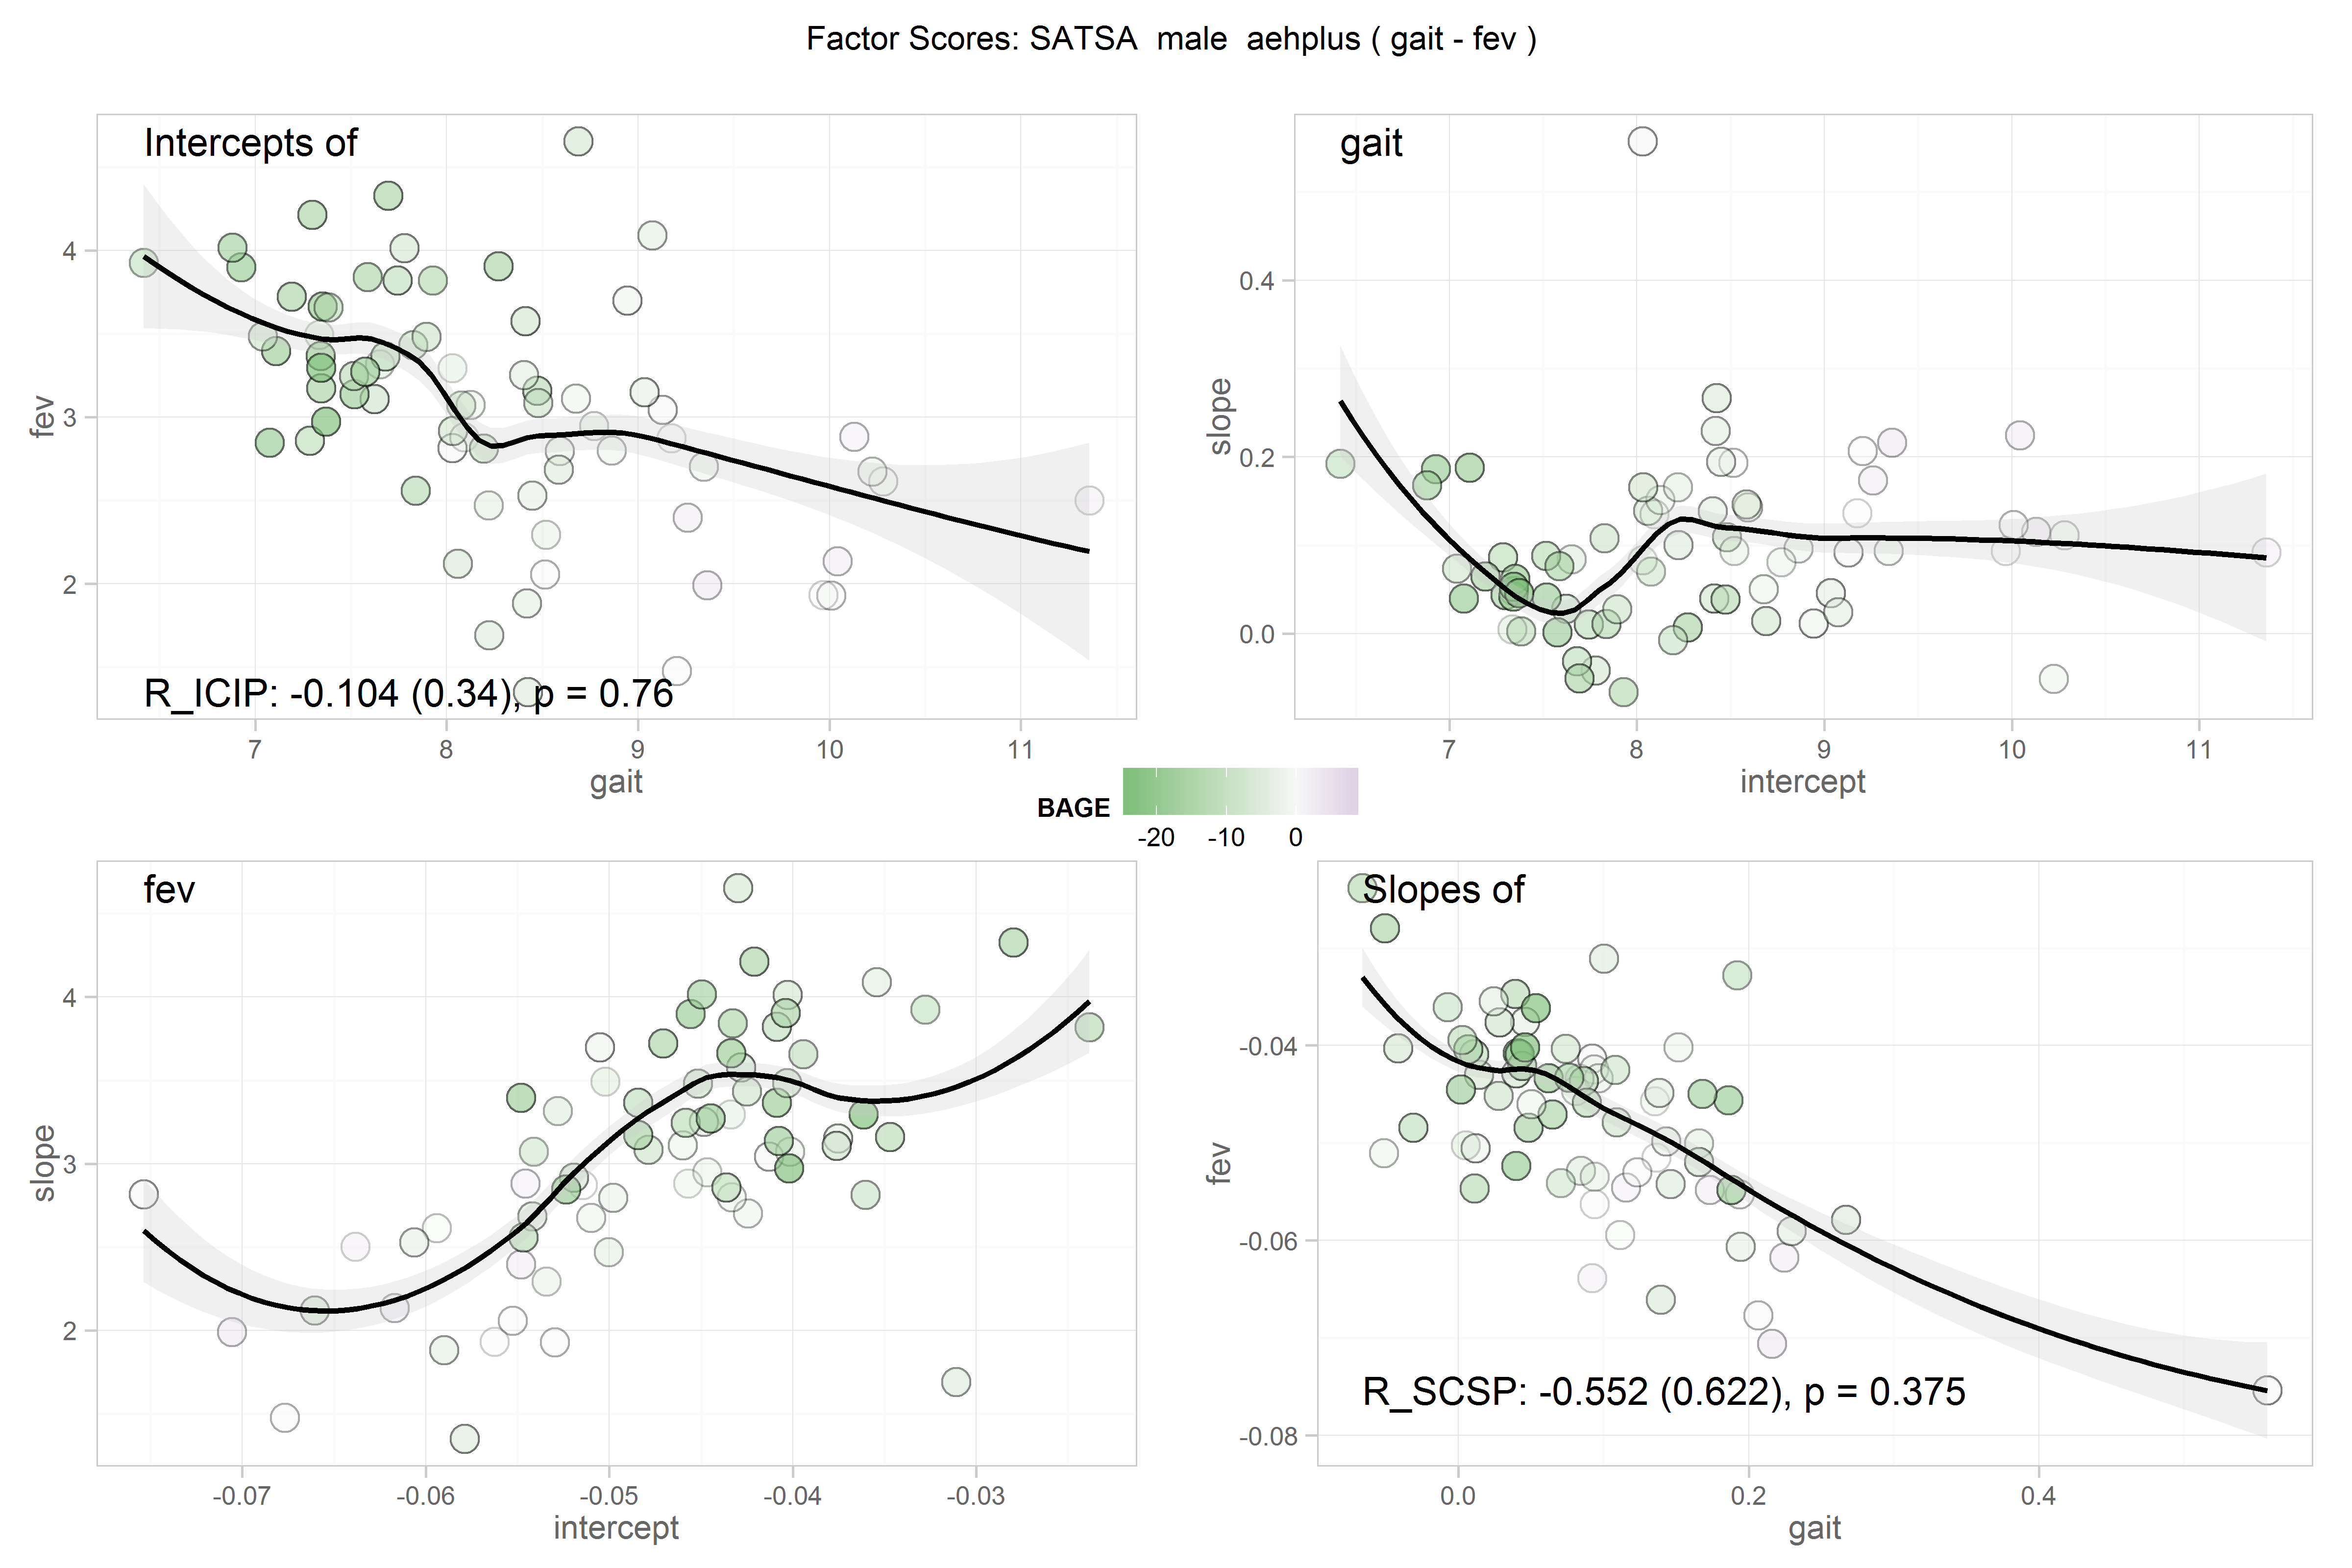 Factor Scores: SATSA male aehplus ( gait - fev )
Intercepts of
fev
4
3
2
R_ICIP: -0.104 (0.34), p = 0.76
7 8 9 10 11
gait
gait
slope
0.4
0.2
0.0
7 8 9 10 11
intercept
BAGE
-20 -10 0
fev
slope
4
3
2
-0.07 -0.06 -0.05 -0.04 -0.03
intercept
Slopes of
fev
-0.04
-0.06
-0.08
R_SCSP: -0.552 (0.622), p = 0.375
0.0 0.2 0.4
gait